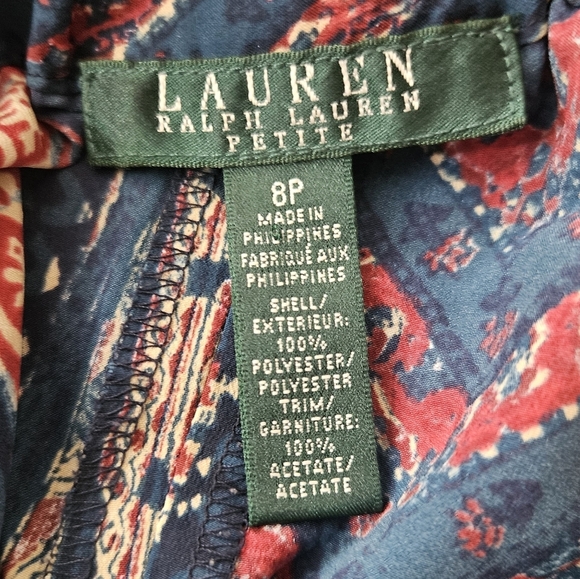 LAUREN
RALPH LAUREN
PETITE
8P
MADE IN
PHILIPPINES
FABRIQUÉ AUX
PHILIPPINES
SHELL/
EXTERIEUR:
100%
POLYESTER/
POLYESTER
TRIM/
GARNITURE:
100%
ACETATE/
ACETATE